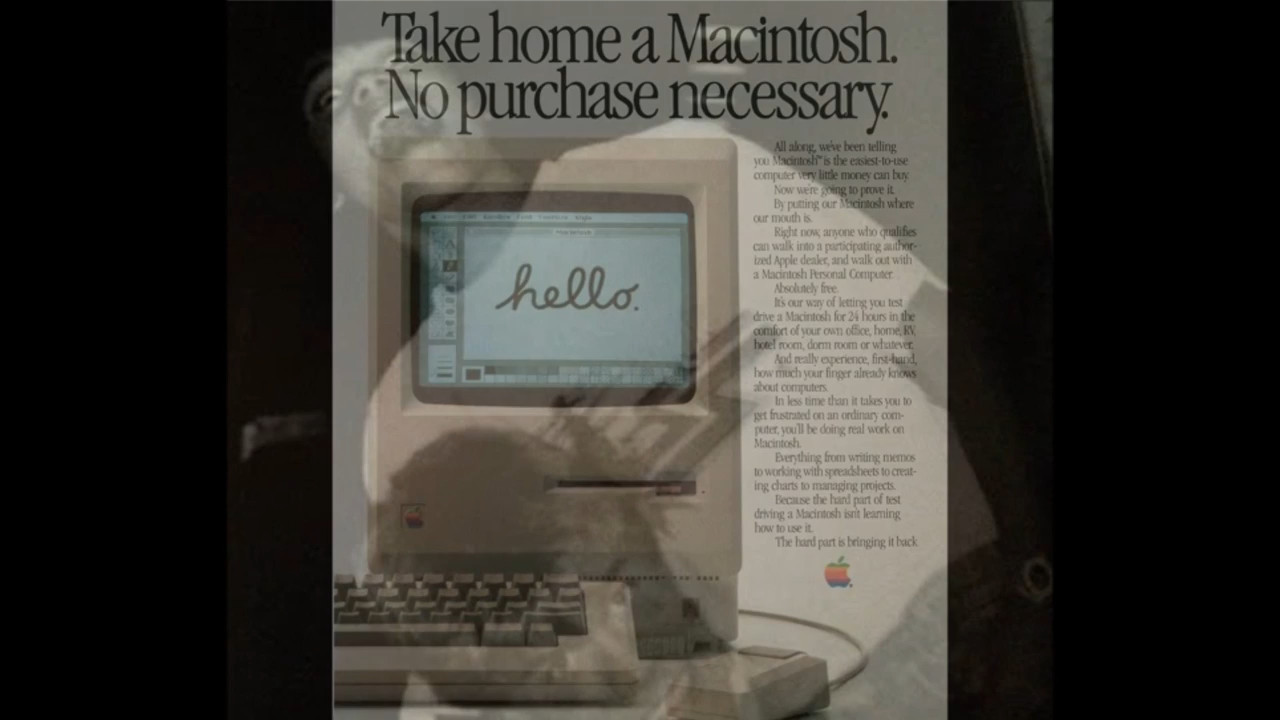 Take home a Macintosh.
No purchase necessary.
All along, we've been telling
you Macintosh™ is the easiest-to-use
computer very little money can buy.
Now we're going to prove it.
By putting our Macintosh where
our mouth is.
Right now, anyone who qualifies
can walk into a participating author-
ized Apple dealer, and walk out with
a Macintosh Personal Computer.
Absolutely free.
It's our way of letting you test
drive a Macintosh for 24 hours in the
comfort of your own office, home, RV,
hotel room, dorm room or whatever.
And really experience, first-hand,
how much your finger already knows
about computers.
In less time than it takes you to
get frustrated on an ordinary com-
puter, you'll be doing real work on
Macintosh.
Everything from writing memos
to working with spreadsheets to creat-
ing charts to managing projects.
Because the hard part of test
driving a Macintosh isn't learning
how to use it.
The hard part is bringing it back
hello.